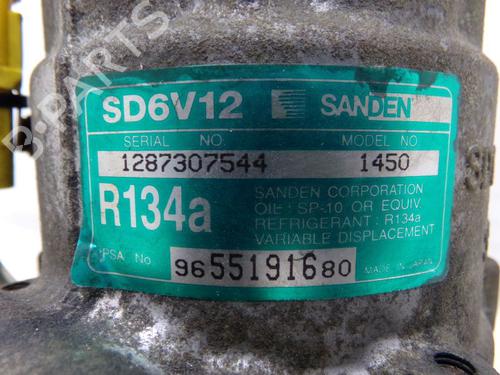 SD6V12 SANDEN
SERIAL NO MODEL NO
1287307544 1450
R134a
SANDEN CORPORATION
OIL : SP-10 OR EQUIV.
REFRIGERANT : R134a
VARIABLE DISPLACEMENT
PSA No 9655191680
MADE IN JAPAN